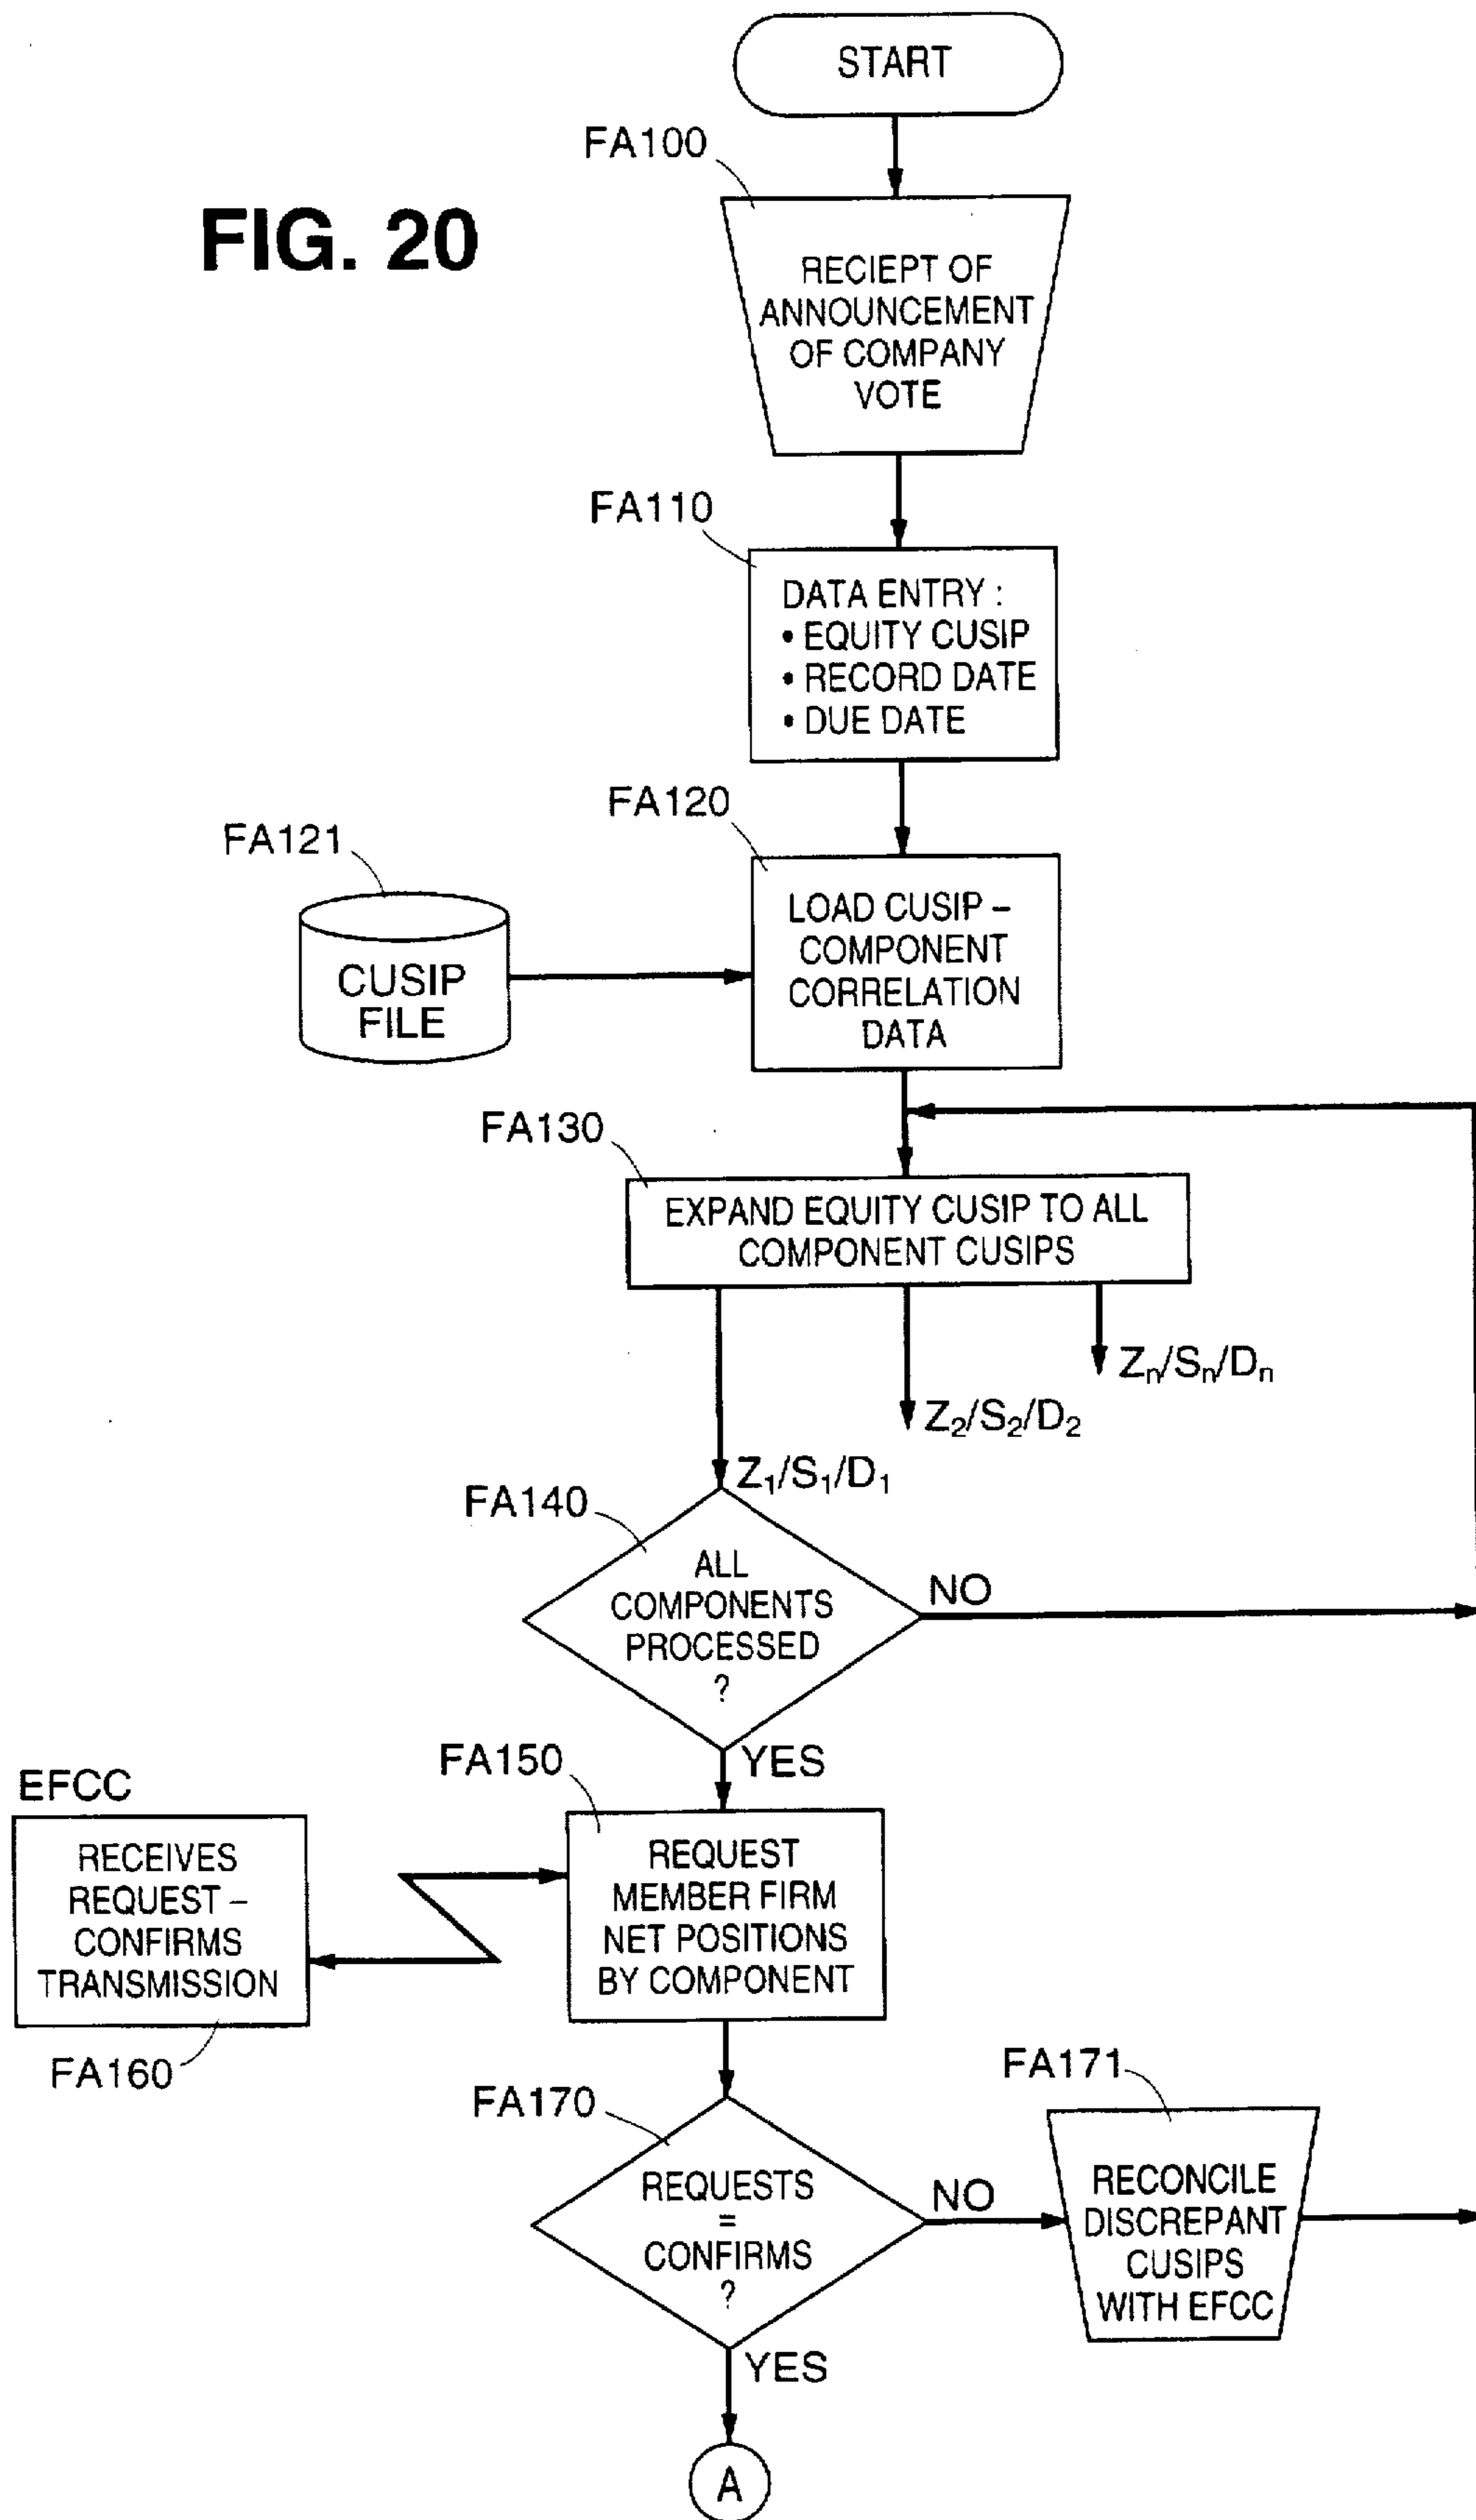 START
FA100
FIG. 20
RECIEPT OF
ANNOUNCEMENT
OF COMPANY
VOTE
FA110
DATA ENTRY :
• EQUITY CUSIP
• RECORD DATE
• DUE DATE
FA120
FA121
LOAD CUSIP –
COMPONENT
CORRELATION
DATA
CUSIP
FILE
FA130
EXPAND EQUITY CUSIP TO ALL
COMPONENT CUSIPS
Zn/Sn/Dn
Z2/S2/D2
Z1/S1/D1
FA140
ALL
COMPONENTS
PROCESSED
?
NO
YES
FA150
EFCC
RECEIVES
REQUEST –
CONFIRMS
TRANSMISSION
FA160
REQUEST
MEMBER FIRM
NET POSITIONS
BY COMPONENT
FA170
FA171
REQUESTS
=
CONFIRMS
?
NO
RECONCILE
DISCREPANT
CUSIPS
WITH EFCC
YES
A